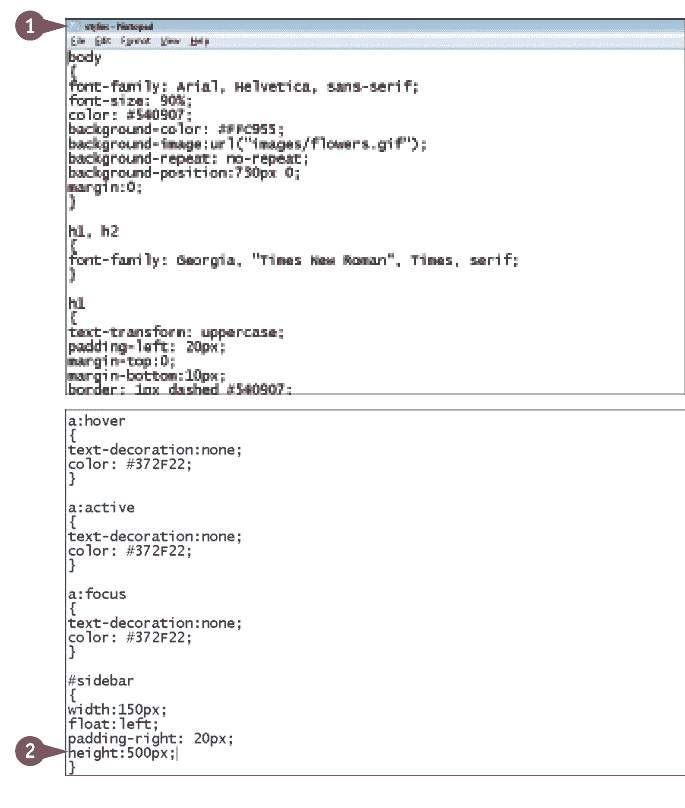 1
styles - Notepad
File Edit Format View Help
body
{
font-family: Arial, Helvetica, sans-serif;
font-size: 90%;
color: #540907;
background-color: #FFC955;
background-image:url("images/flowers.gif");
background-repeat: no-repeat;
background-position:730px 0;
margin:0;
}
h1, h2
{
font-family: Georgia, "Times New Roman", Times, serif;
}
h1
{
text-transform: uppercase;
padding-left: 20px;
margin-top:0;
margin-bottom:10px;
border: 1px dashed #540907;
a:hover
{
text-decoration:none;
color: #372F22;
}
a:active
{
text-decoration:none;
color: #372F22;
}
a:focus
{
text-decoration:none;
color: #372F22;
}
#sidebar
{
width:150px;
float:left;
padding-right: 20px;
2
height:500px;
}